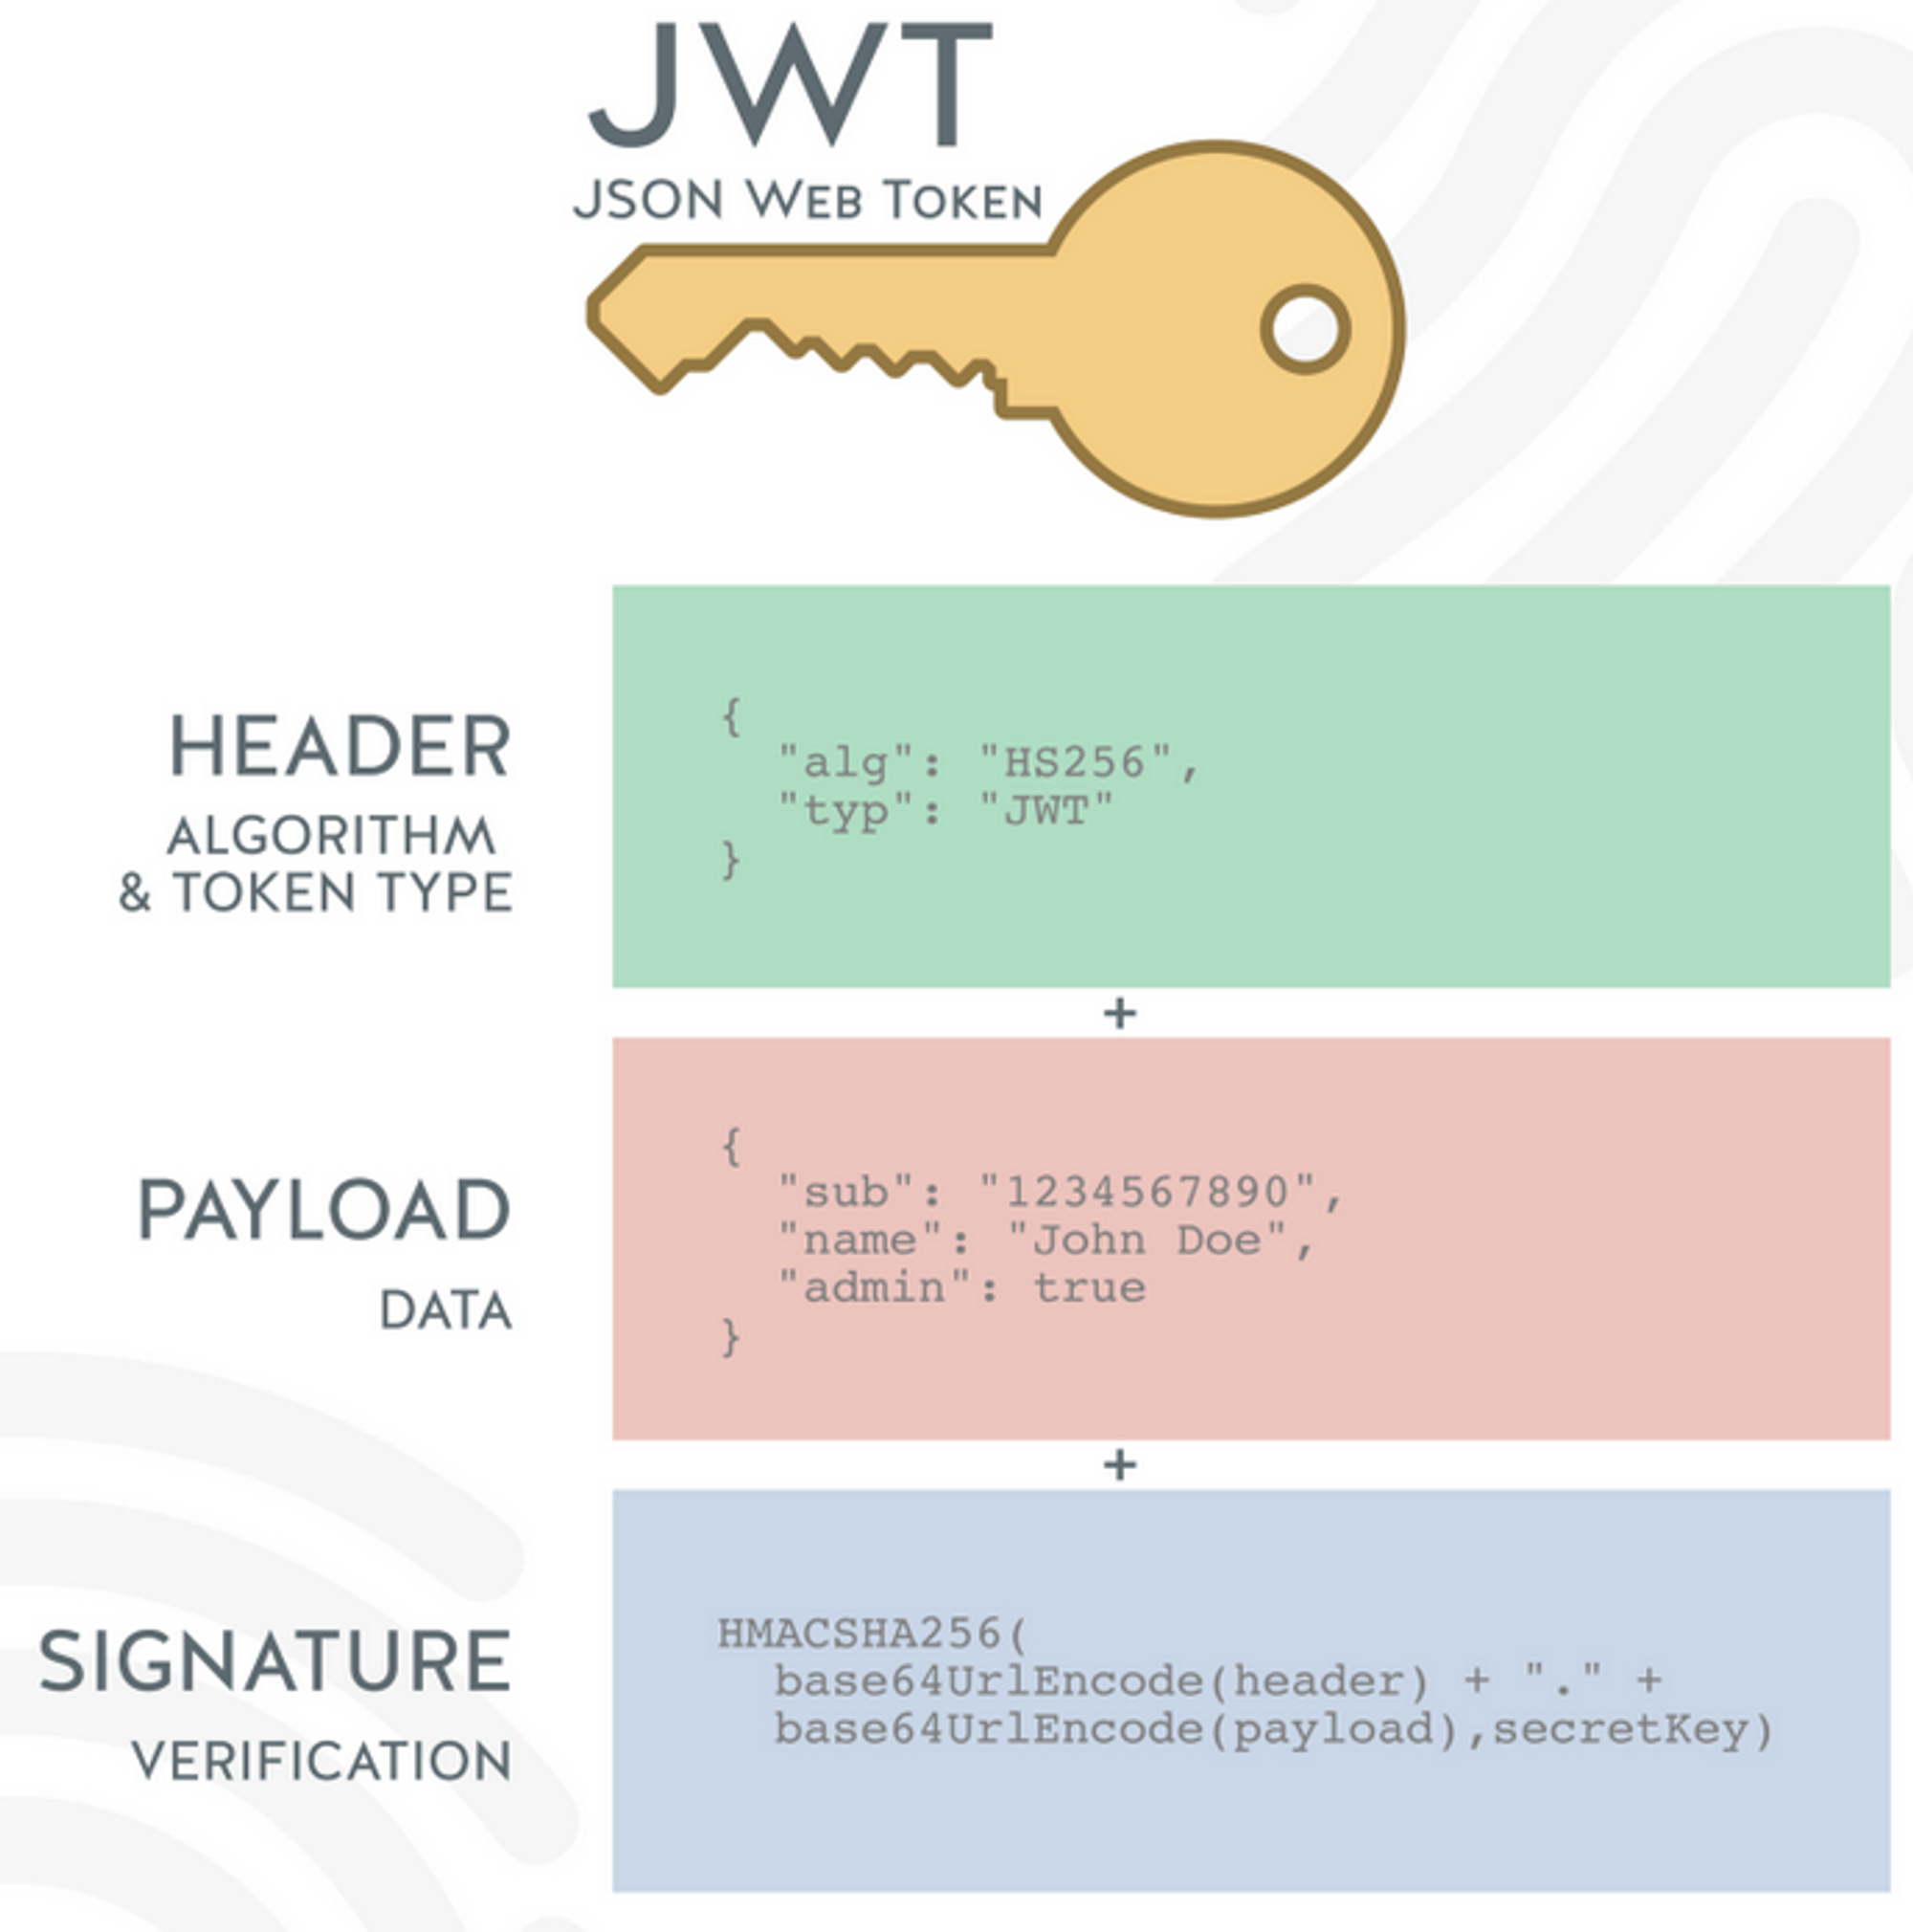 JWT
JSON WEB TOKEN
HEADER
ALGORITHM
& TOKEN TYPE
{
"alg": "HS256",
"typ": "JWT"
}
+
PAYLOAD
DATA
{
"sub": "1234567890",
"name": "John Doe",
"admin": true
}
+
SIGNATURE
VERIFICATION
HMACSHA256(
base64UrlEncode(header) + "." +
base64UrlEncode(payload),secretKey)